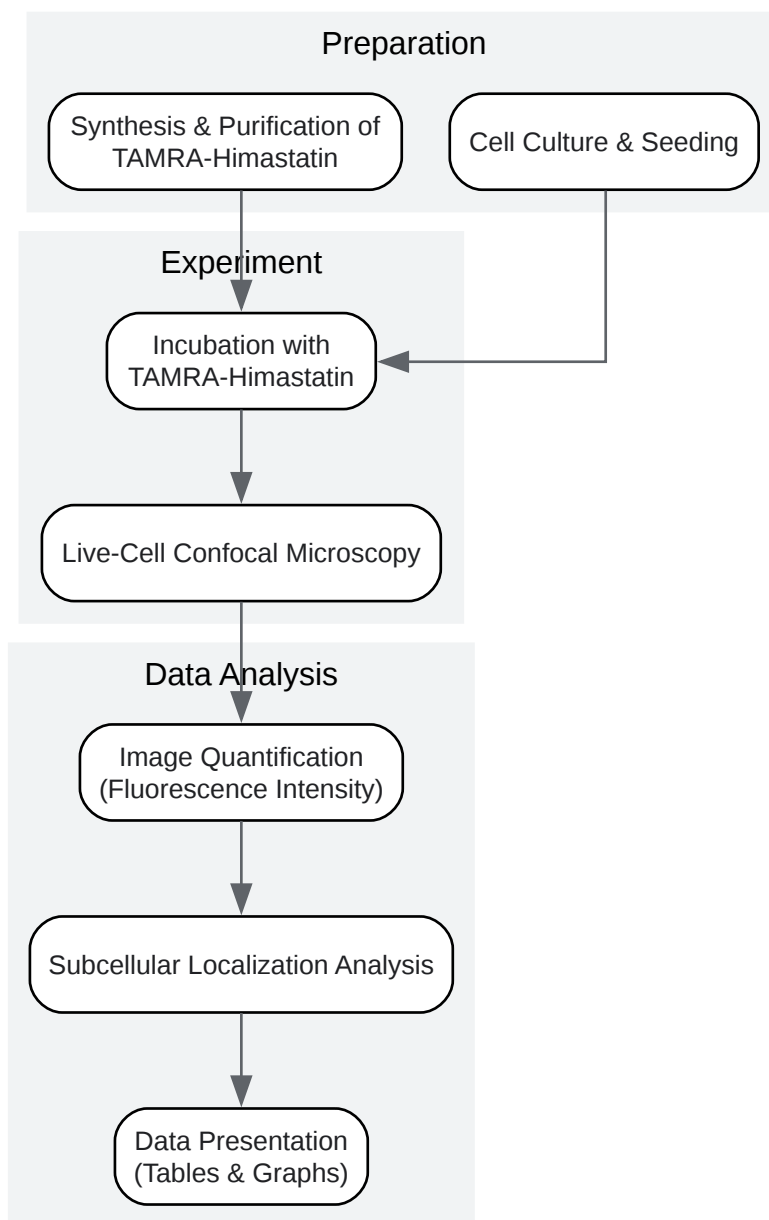 Preparation
Synthesis & Purification of
TAMRA-Himastatin
Cell Culture & Seeding
Experiment
Incubation with
TAMRA-Himastatin
Live-Cell Confocal Microscopy
Data Analysis
Image Quantification
(Fluorescence Intensity)
Subcellular Localization Analysis
Data Presentation
(Tables & Graphs)